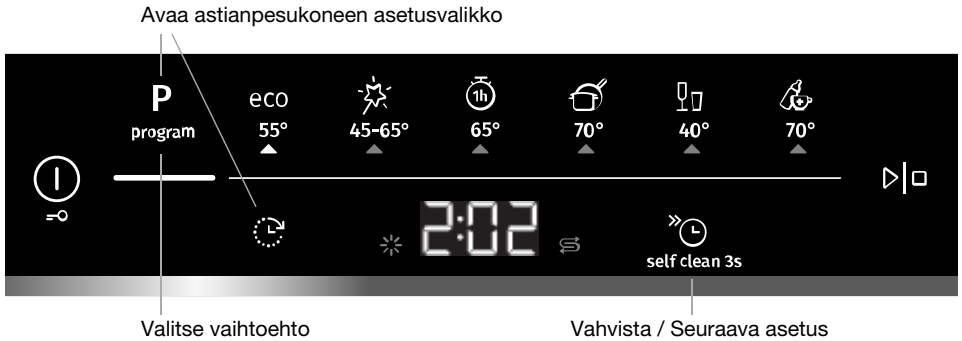 Avaa astianpesukoneen asetusvalikko
P eco 1h
program 55° 45-65° 65° 70° 40° 70°
2:02
self clean 3s
Valitse vaihtoehto Vahvista / Seuraava asetus